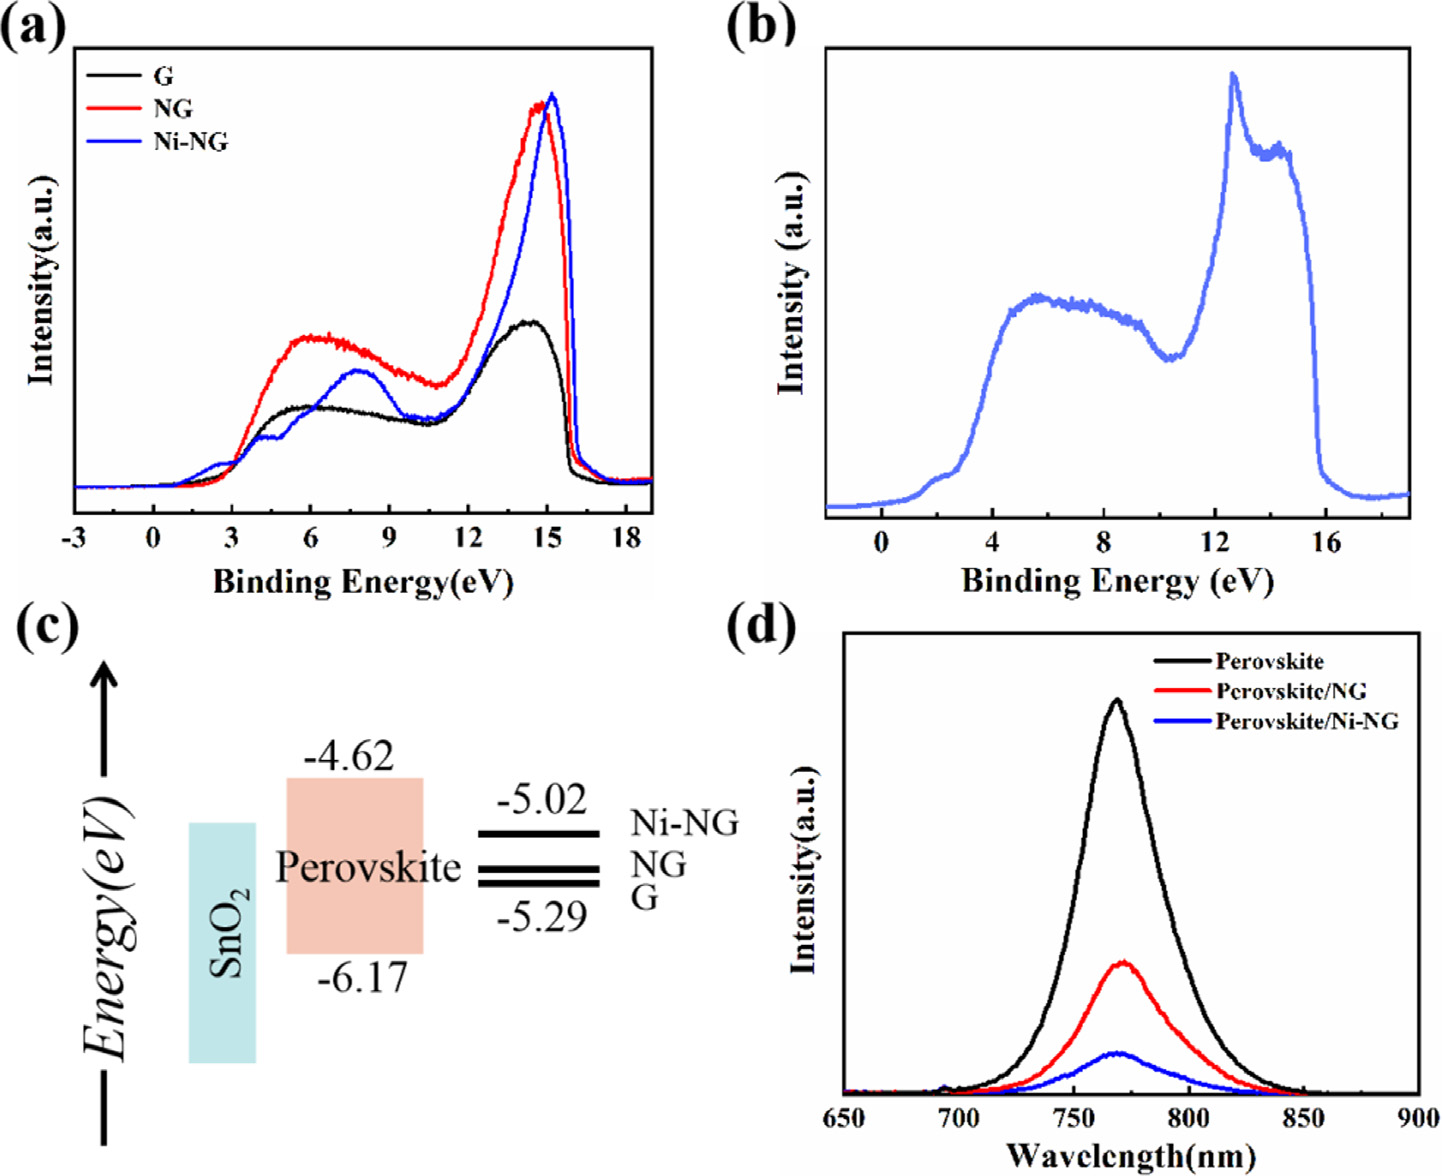 (a)
G
NG
Ni-NG
Intensity(a.u.)
-3 0 3 6 9 12 15 18
Binding Energy(eV)
(b)
Intensity (a.u.)
0 4 8 12 16
Binding Energy (eV)
(c)
Energy(eV)
SnO2
-4.62
Perovskite
-6.17
-5.02
-5.29
Ni-NG
NG
G
(d)
Perovskite
Perovskite/NG
Perovskite/Ni-NG
Intensity(a.u.)
650 700 750 800 850 900
Wavelength(nm)